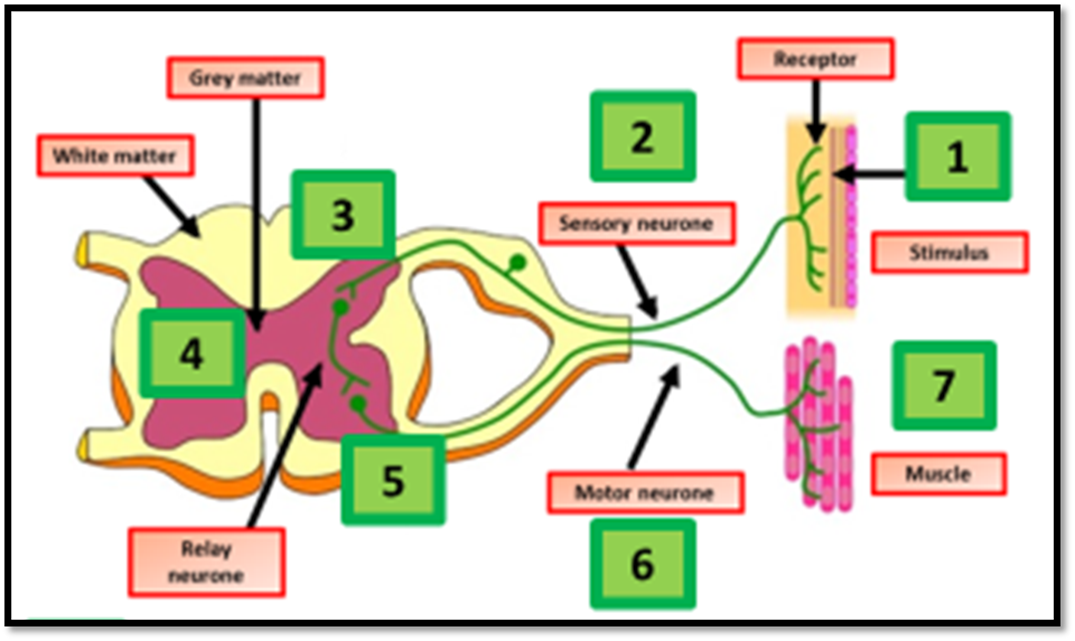 Grey matter
White matter
Receptor
1
2
3
Sensory neurone
Stimulus
4
7
5
Motor neurone
Muscle
6
Relay
neurone